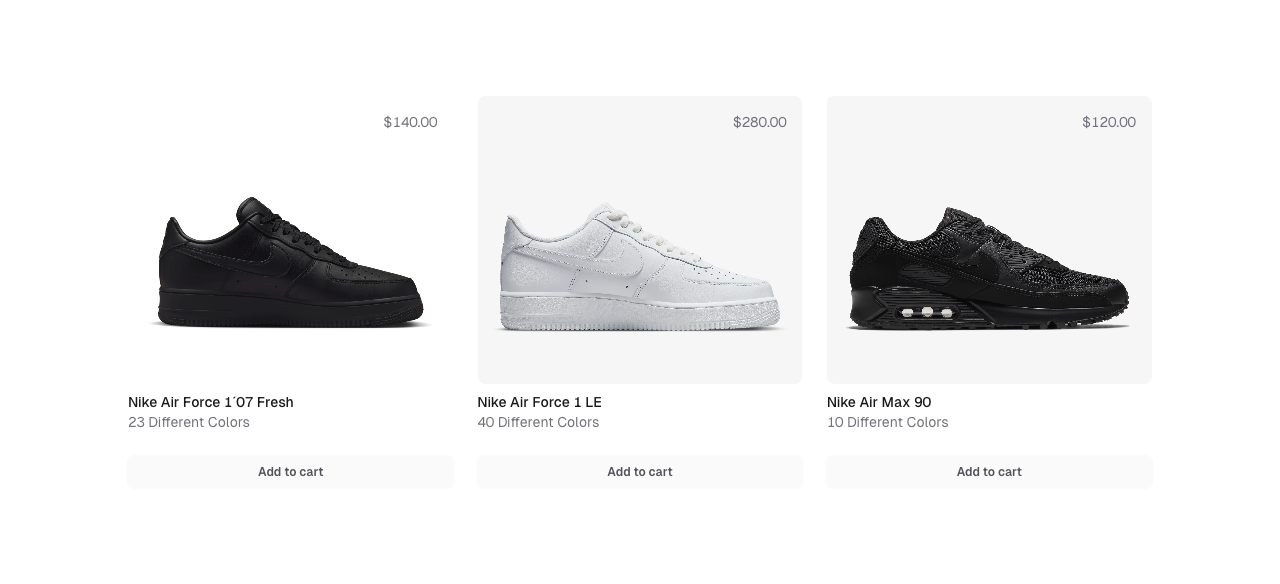 $140.00
$280.00
$120.00
Nike Air Force 1´07 Fresh
Nike Air Force 1 LE
Nike Air Max 90
23 Different Colors
40 Different Colors
10 Different Colors
Add to cart
Add to cart
Add to cart